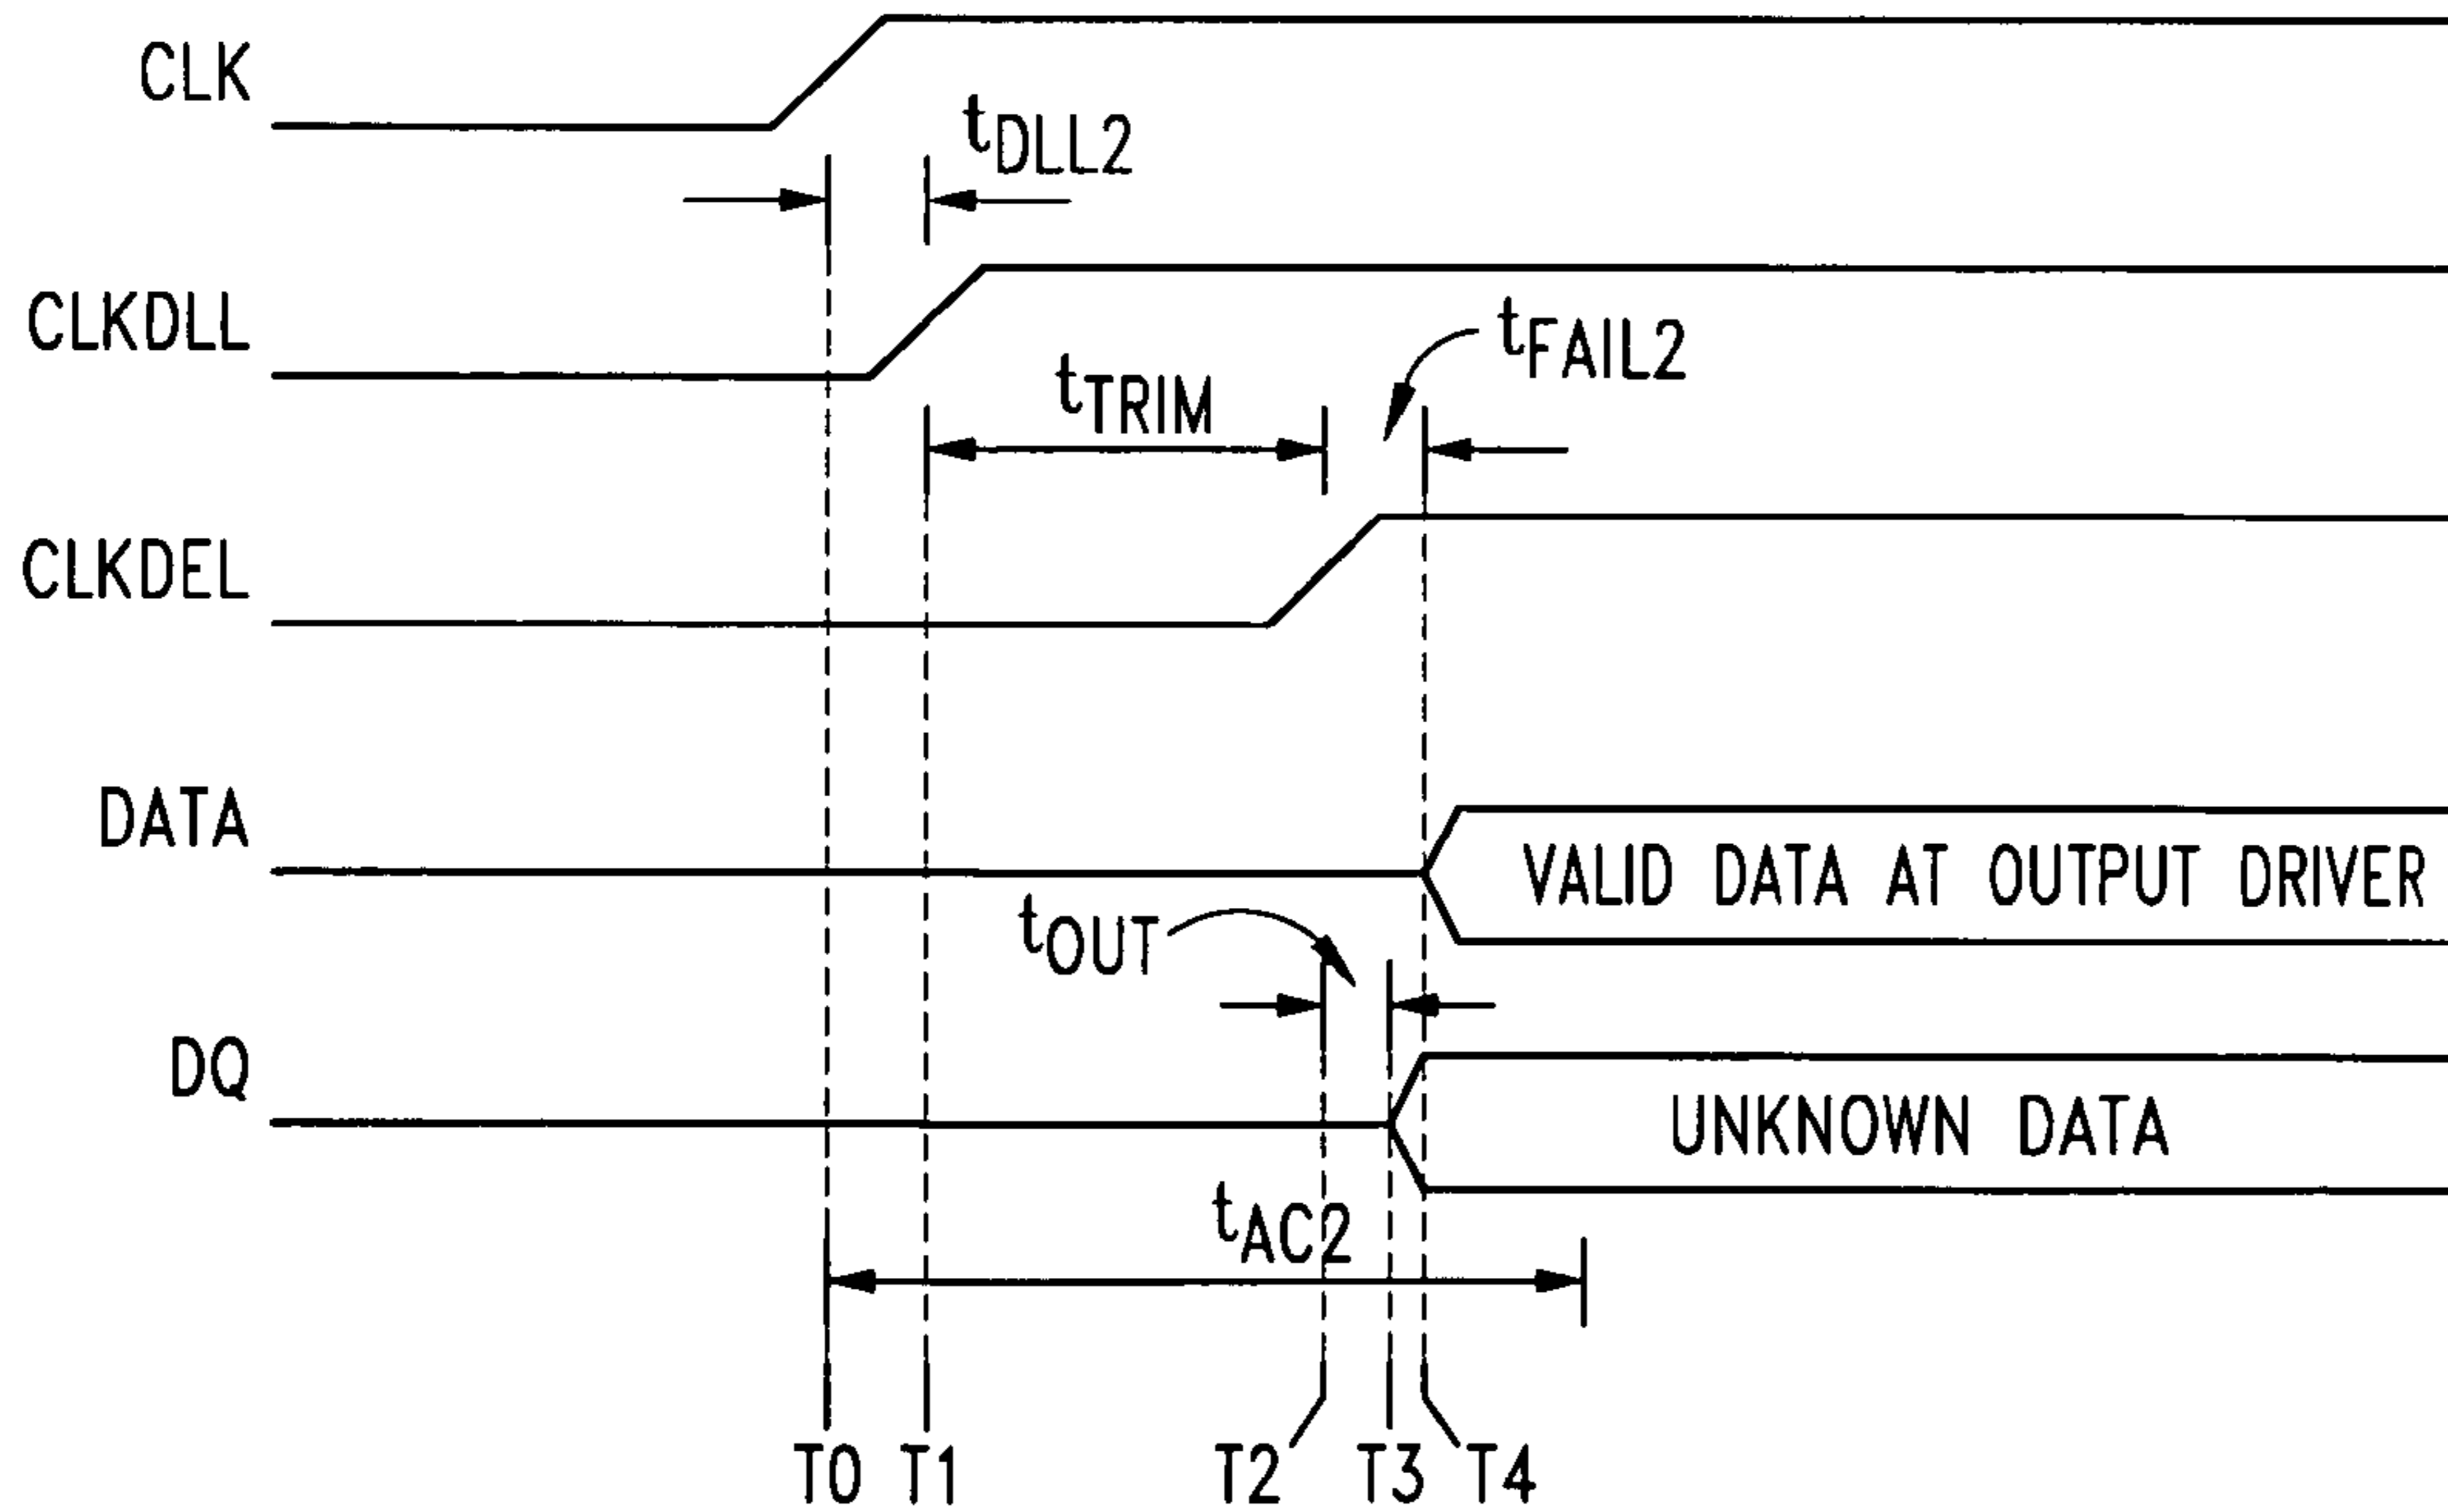 CLK
tDLL2
CLKDLL
tFAIL2
tTRIM
CLKDEL
DATA
VALID DATA AT OUTPUT DRIVER
tOUT
DQ
UNKNOWN DATA
tAC2
T0 T1 T2 T3 T4